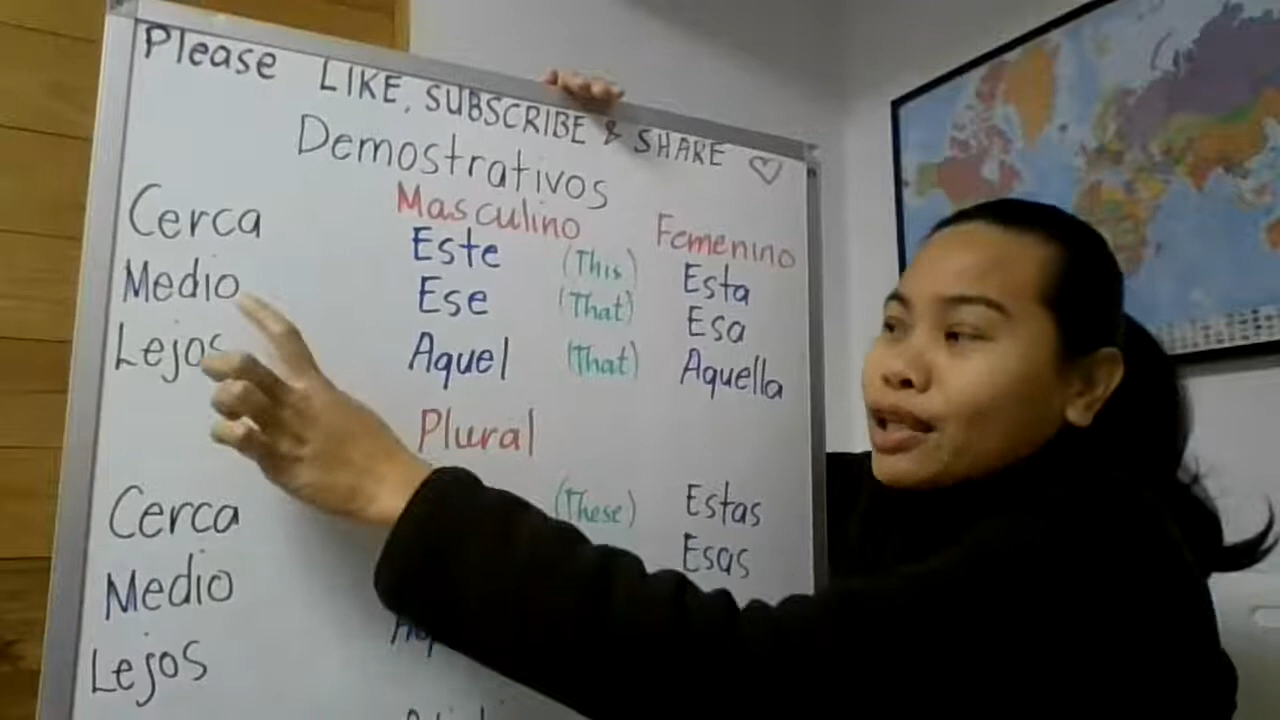 Please LIKE, SUBSCRIBE & SHARE ♡
Demostrativos
Masculino Femenino
Cerca Este (This) Esta
Medio Ese (That) Esa
Lejos Aquel (That) Aquella
Plural
Cerca (These) Estas
Medio Esas
Lejos